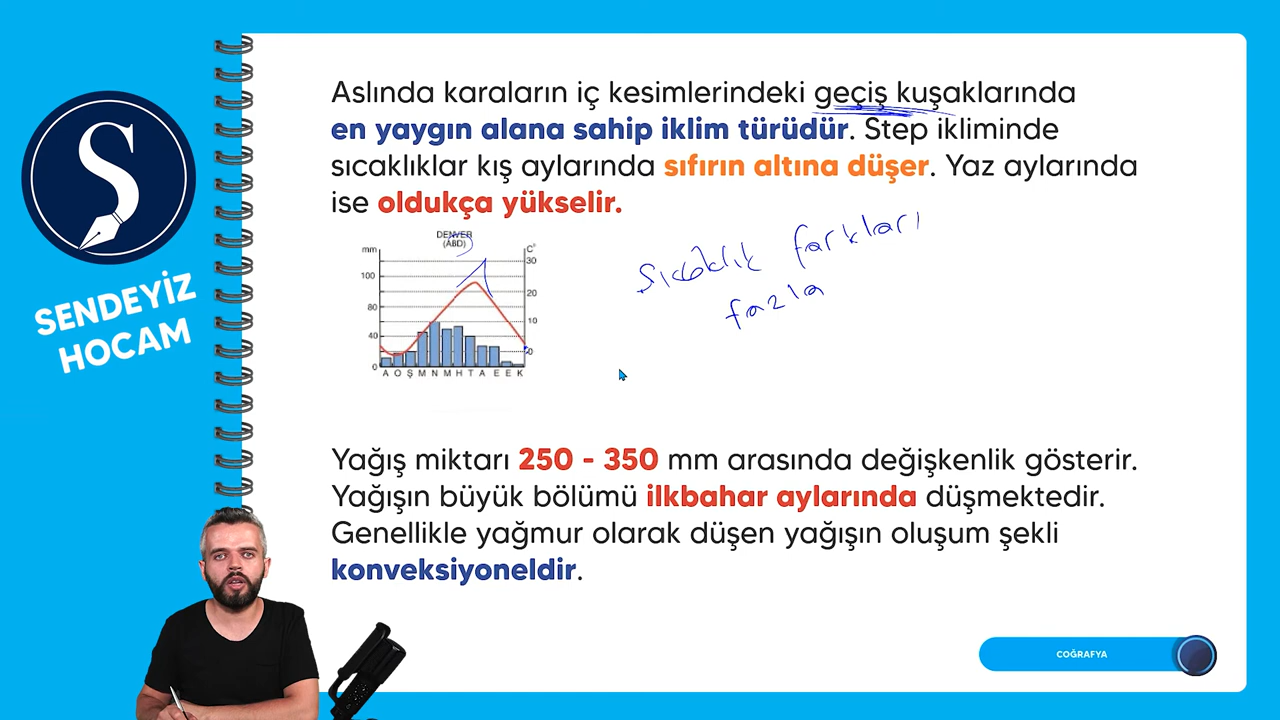 S
SENDEYİZ
HOCAM
Aslında karaların iç kesimlerindeki geçiş kuşaklarında
en yaygın alana sahip iklim türüdür. Step ikliminde
sıcaklıklar kış aylarında sıfırın altına düşer. Yaz aylarında
ise oldukça yükselir.
DENVER
(ABD)
mm
C°
30
100
20
80
10
40
0
0
A O Ş M N M H T A E E K
Sıcaklık farkları
fazla
Yağış miktarı 250 - 350 mm arasında değişkenlik gösterir.
Yağışın büyük bölümü ilkbahar aylarında düşmektedir.
Genellikle yağmur olarak düşen yağışın oluşum şekli
konveksiyoneldir.
COĞRAFYA